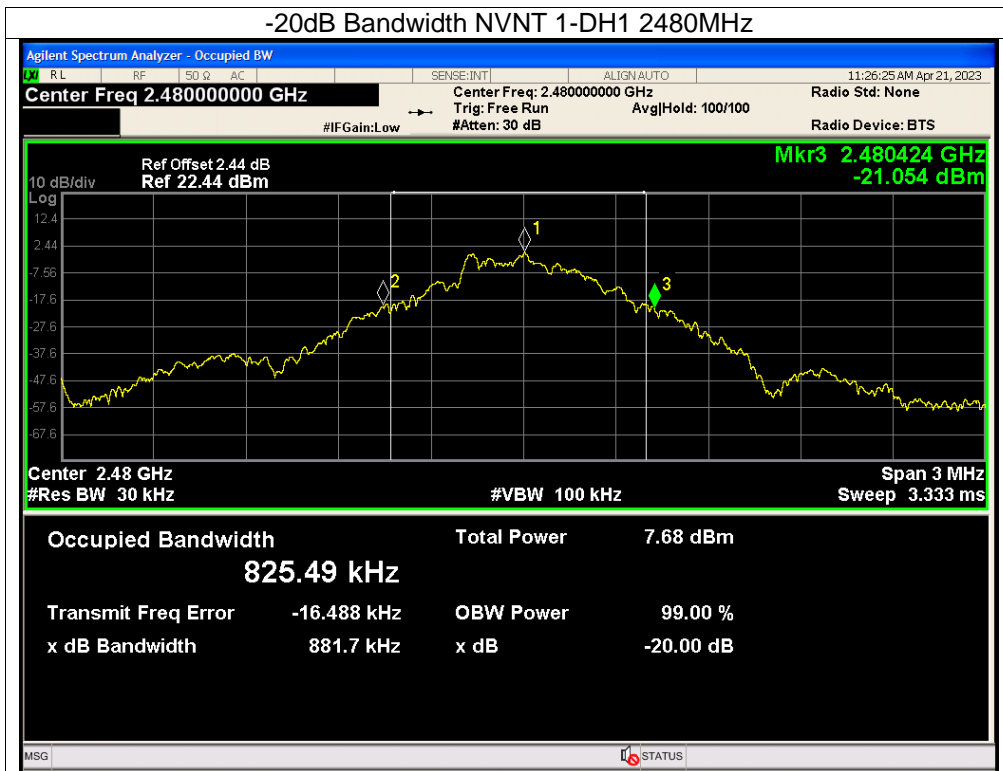 -20dB Bandwidth NVNT 1-DH1 2480MHz
Agilent Spectrum Analyzer - Occupied BW
LXI RL RF 50 Ω AC SENSE:INT ALIGN AUTO 11:26:25 AM Apr 21, 2023
Center Freq 2.480000000 GHz Center Freq: 2.480000000 GHz Radio Std: None
Trig: Free Run Avg|Hold: 100/100
#IFGain:Low #Atten: 30 dB Radio Device: BTS
Mkr3 2.480424 GHz
-21.054 dBm
Ref Offset 2.44 dB
10 dB/div Ref 22.44 dBm
Log
12.4
2.44
-7.56
-17.6
-27.6
-37.6
-47.6
-57.6
-67.6
1
2
3
Center 2.48 GHz Span 3 MHz
#Res BW 30 kHz #VBW 100 kHz Sweep 3.333 ms
Occupied Bandwidth Total Power 7.68 dBm
825.49 kHz
Transmit Freq Error -16.488 kHz OBW Power 99.00 %
x dB Bandwidth 881.7 kHz x dB -20.00 dB
MSG STATUS